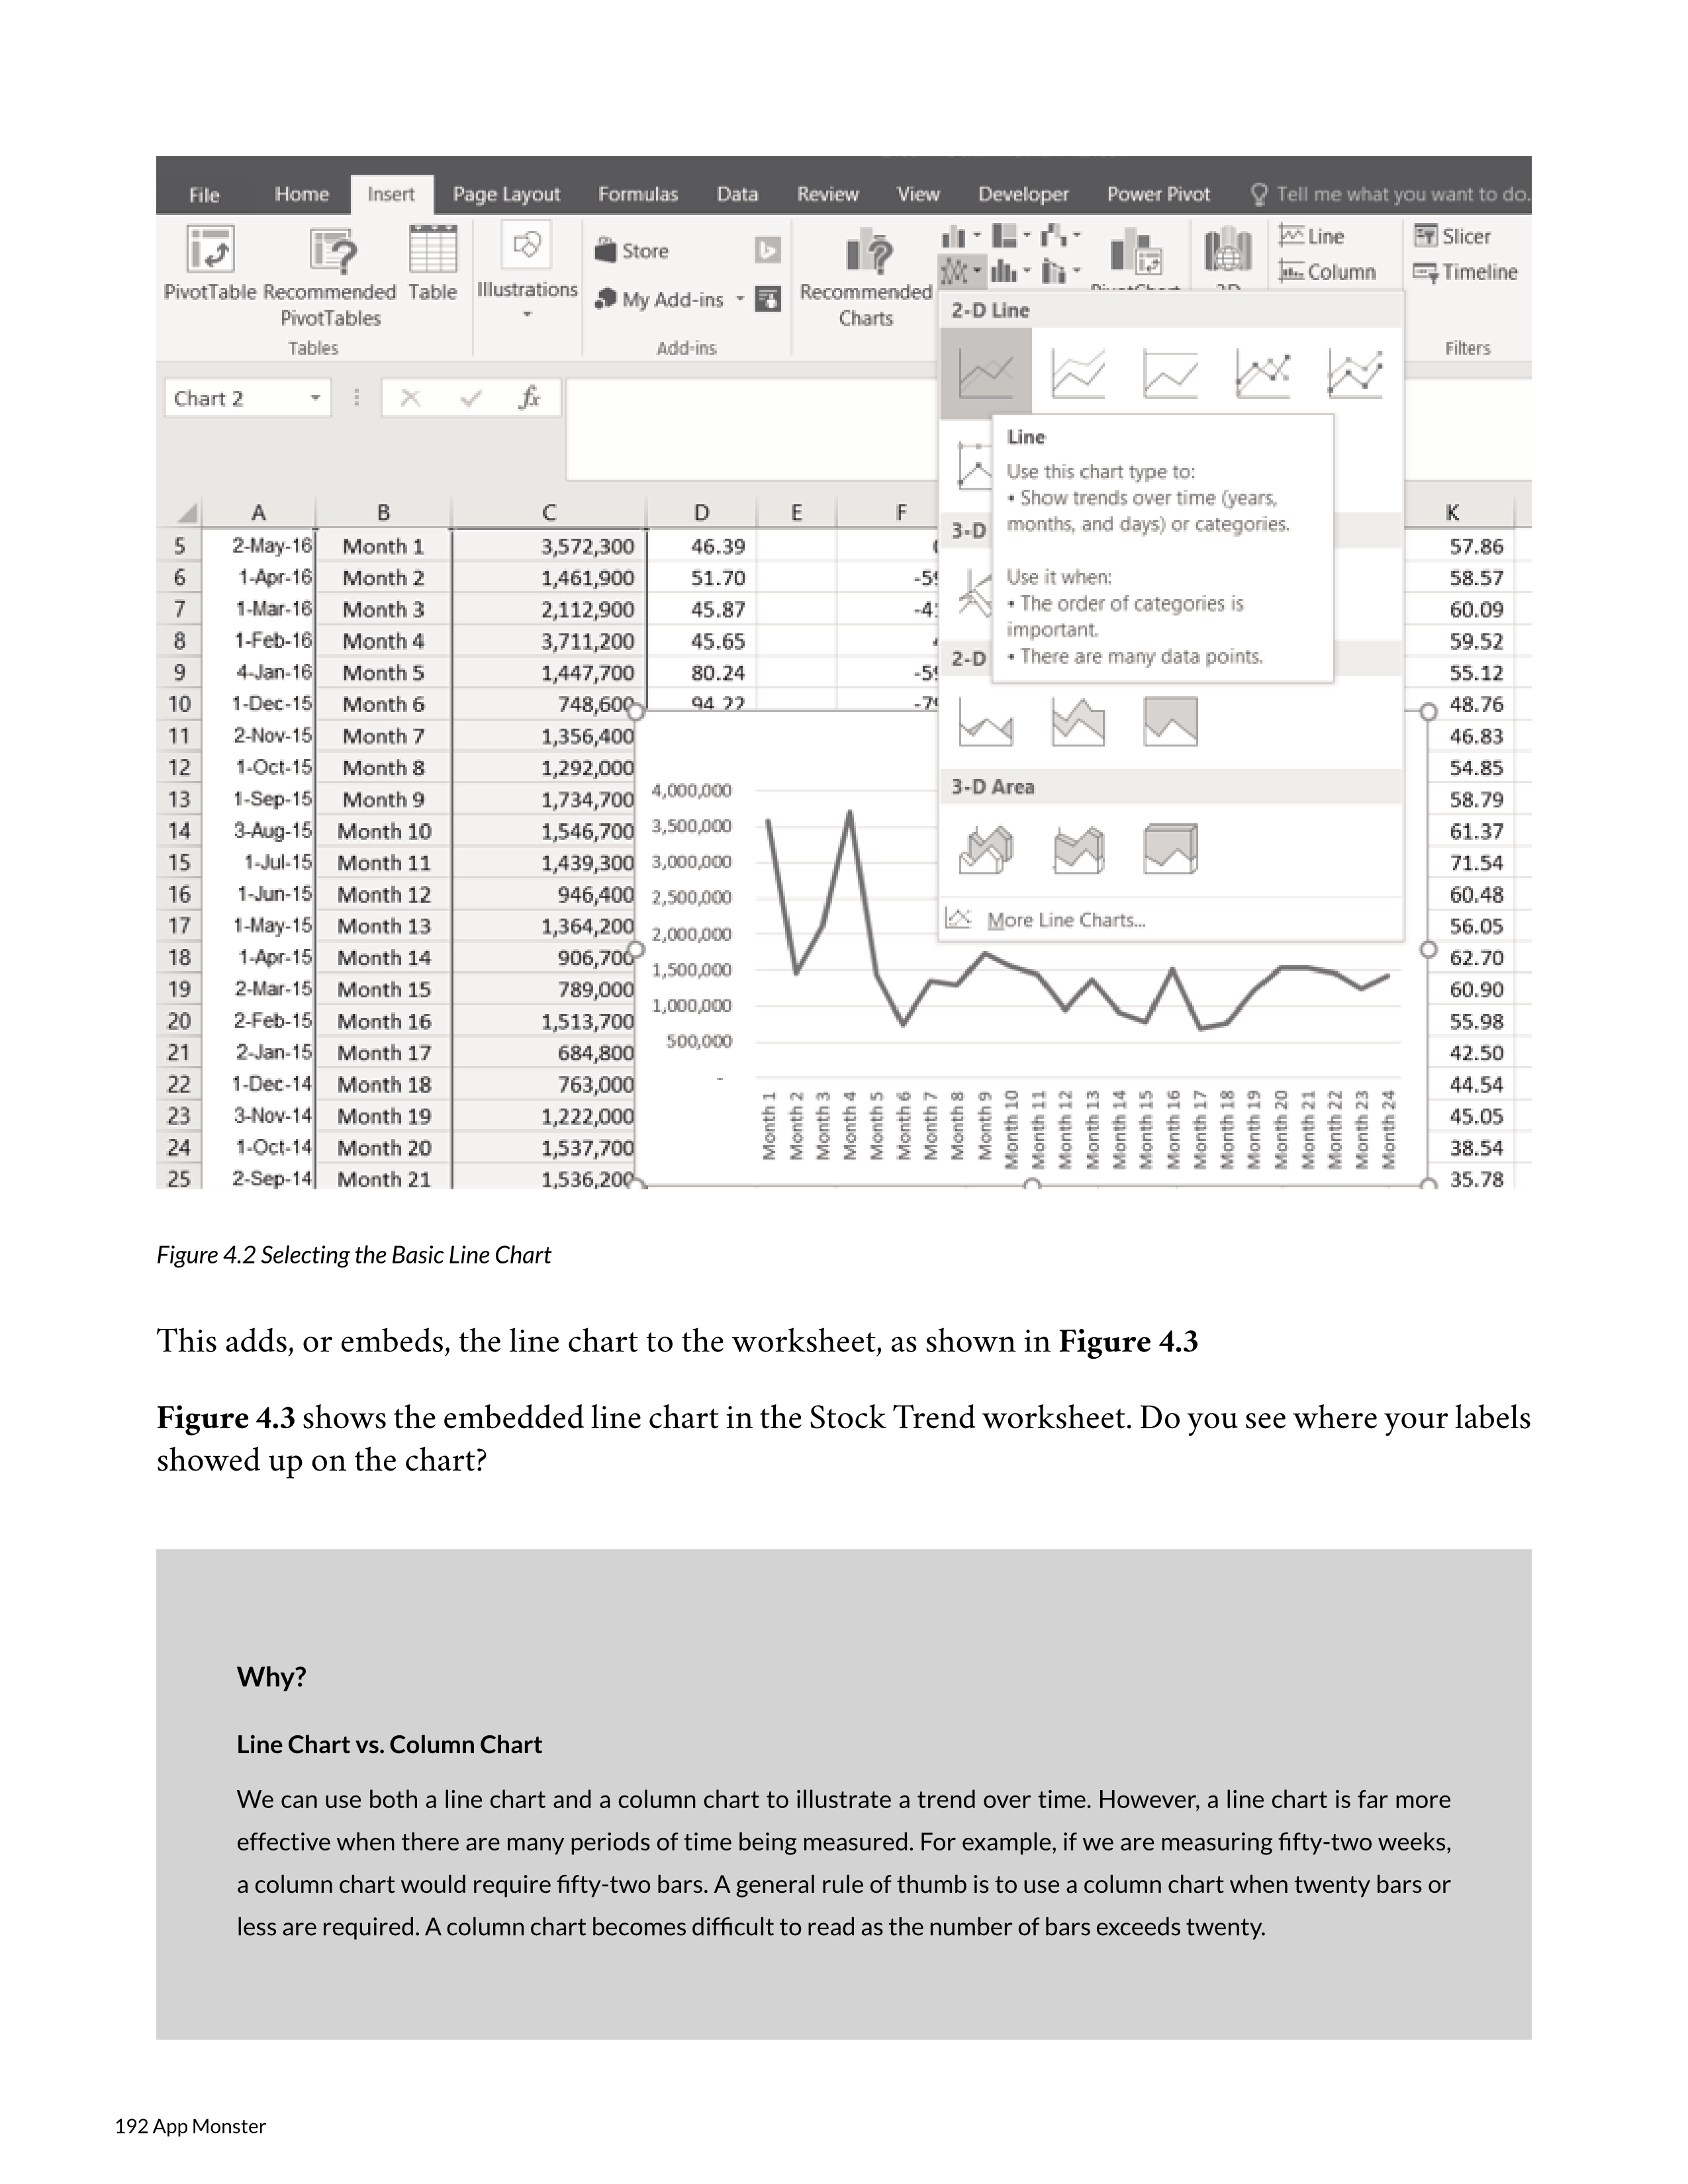 File Home Insert Page Layout Formulas Data Review View Developer Power Pivot Tell me what you want to do.
PivotTable Recommended PivotTables Table
Tables
Illustrations
Store
My Add-ins
Add-ins
Recommended Charts
Line
Column
Slicer
Timeline
Filters
2-D Line
Line
Use this chart type to:
• Show trends over time (years,
months, and days) or categories.
Use it when:
• The order of categories is
important.
• There are many data points.
3-D
2-D
3-D Area
More Line Charts...
Chart 2 fx
A B C D E F K
5 2-May-16 Month 1 3,572,300 46.39 57.86
6 1-Apr-16 Month 2 1,461,900 51.70 58.57
7 1-Mar-16 Month 3 2,112,900 45.87 60.09
8 1-Feb-16 Month 4 3,711,200 45.65 59.52
9 4-Jan-16 Month 5 1,447,700 80.24 55.12
10 1-Dec-15 Month 6 748,600 94.22 48.76
11 2-Nov-15 Month 7 1,356,400 46.83
12 1-Oct-15 Month 8 1,292,000 54.85
13 1-Sep-15 Month 9 1,734,700 58.79
14 3-Aug-15 Month 10 1,546,700 61.37
15 1-Jul-15 Month 11 1,439,300 71.54
16 1-Jun-15 Month 12 946,400 60.48
17 1-May-15 Month 13 1,364,200 56.05
18 1-Apr-15 Month 14 906,700 62.70
19 2-Mar-15 Month 15 789,000 60.90
20 2-Feb-15 Month 16 1,513,700 55.98
21 2-Jan-15 Month 17 684,800 42.50
22 1-Dec-14 Month 18 763,000 44.54
23 3-Nov-14 Month 19 1,222,000 45.05
24 1-Oct-14 Month 20 1,537,700 38.54
25 2-Sep-14 Month 21 1,536,200 35.78
4,000,000
3,500,000
3,000,000
2,500,000
2,000,000
1,500,000
1,000,000
500,000
-
Month 1 Month 2 Month 3 Month 4 Month 5 Month 6 Month 7 Month 8 Month 9 Month 10 Month 11 Month 12 Month 13 Month 14 Month 15 Month 16 Month 17 Month 18 Month 19 Month 20 Month 21 Month 22 Month 23 Month 24
Figure 4.2 Selecting the Basic Line Chart
This adds, or embeds, the line chart to the worksheet, as shown in Figure 4.3
Figure 4.3 shows the embedded line chart in the Stock Trend worksheet. Do you see where your labels
showed up on the chart?
Why?
Line Chart vs. Column Chart
We can use both a line chart and a column chart to illustrate a trend over time. However, a line chart is far more
effective when there are many periods of time being measured. For example, if we are measuring fifty-two weeks,
a column chart would require fifty-two bars. A general rule of thumb is to use a column chart when twenty bars or
less are required. A column chart becomes difficult to read as the number of bars exceeds twenty.
192 App Monster